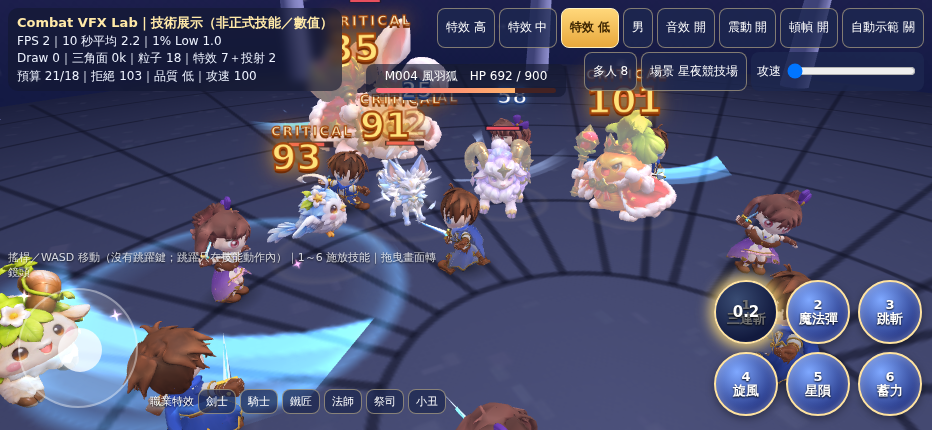 Combat VFX Lab｜技術展示（非正式技能／數值）
FPS 2｜10 秒平均 2.2｜1% Low 1.0
Draw 0｜三角面 0k｜粒子 18｜特效 7＋投射 2
預算 21/18｜拒絕 103｜品質 低｜攻速 100
特效 高
特效 中
特效 低
男
音效 開
震動 開
頓幀 開
自動示範 關
多人 8
場景 星夜競技場
攻速
M004 風羽狐 HP 692 / 900
CRITICAL
91
CRITICAL
93
101
搖桿／WASD 移動（沒有跳躍鍵；跳躍只在技能動作內）｜1～6 施放技能｜拖曳畫面轉
鏡頭
0.2
三連斬
2
魔法彈
3
跳斬
4
旋風
5
星隕
6
蓄力
職業特效
劍士
騎士
鐵匠
法師
祭司
小丑